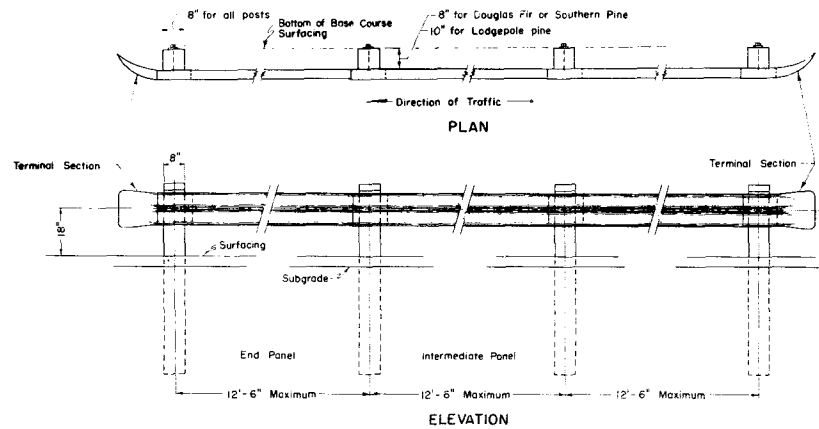 8" for all posts
Bottom of Base Course
Surfacing
8" for Douglas Fir or Southern Pine
10" for Lodgepole pine
Direction of Traffic
PLAN
Terminal Section
8"
Terminal Section
18"
Surfacing
Subgrade
End Panel
Intermediate Panel
12'-6" Maximum
12'-6" Maximum
12'-6" Maximum
ELEVATION